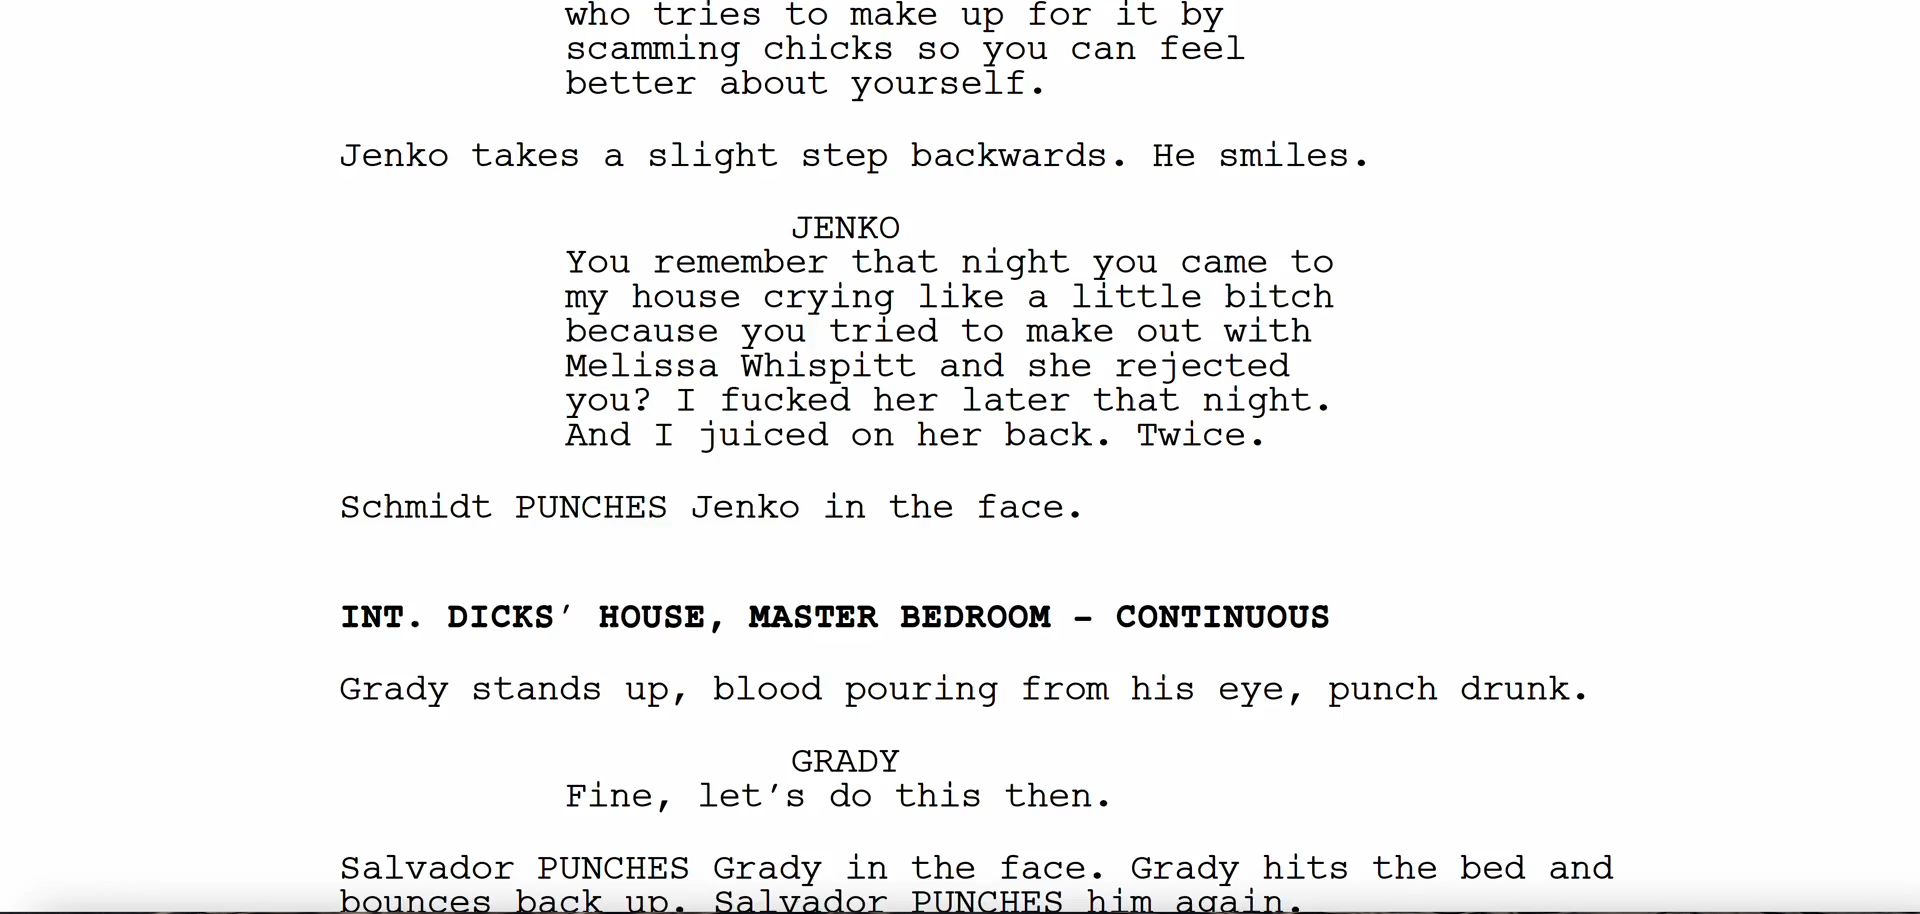 who tries to make up for it by
scamming chicks so you can feel
better about yourself.
Jenko takes a slight step backwards. He smiles.
JENKO
You remember that night you came to
my house crying like a little bitch
because you tried to make out with
Melissa Whispitt and she rejected
you? I fucked her later that night.
And I juiced on her back. Twice.
Schmidt PUNCHES Jenko in the face.
INT. DICKS' HOUSE, MASTER BEDROOM - CONTINUOUS
Grady stands up, blood pouring from his eye, punch drunk.
GRADY
Fine, let's do this then.
Salvador PUNCHES Grady in the face. Grady hits the bed and
bounces back up. Salvador PUNCHES him again.